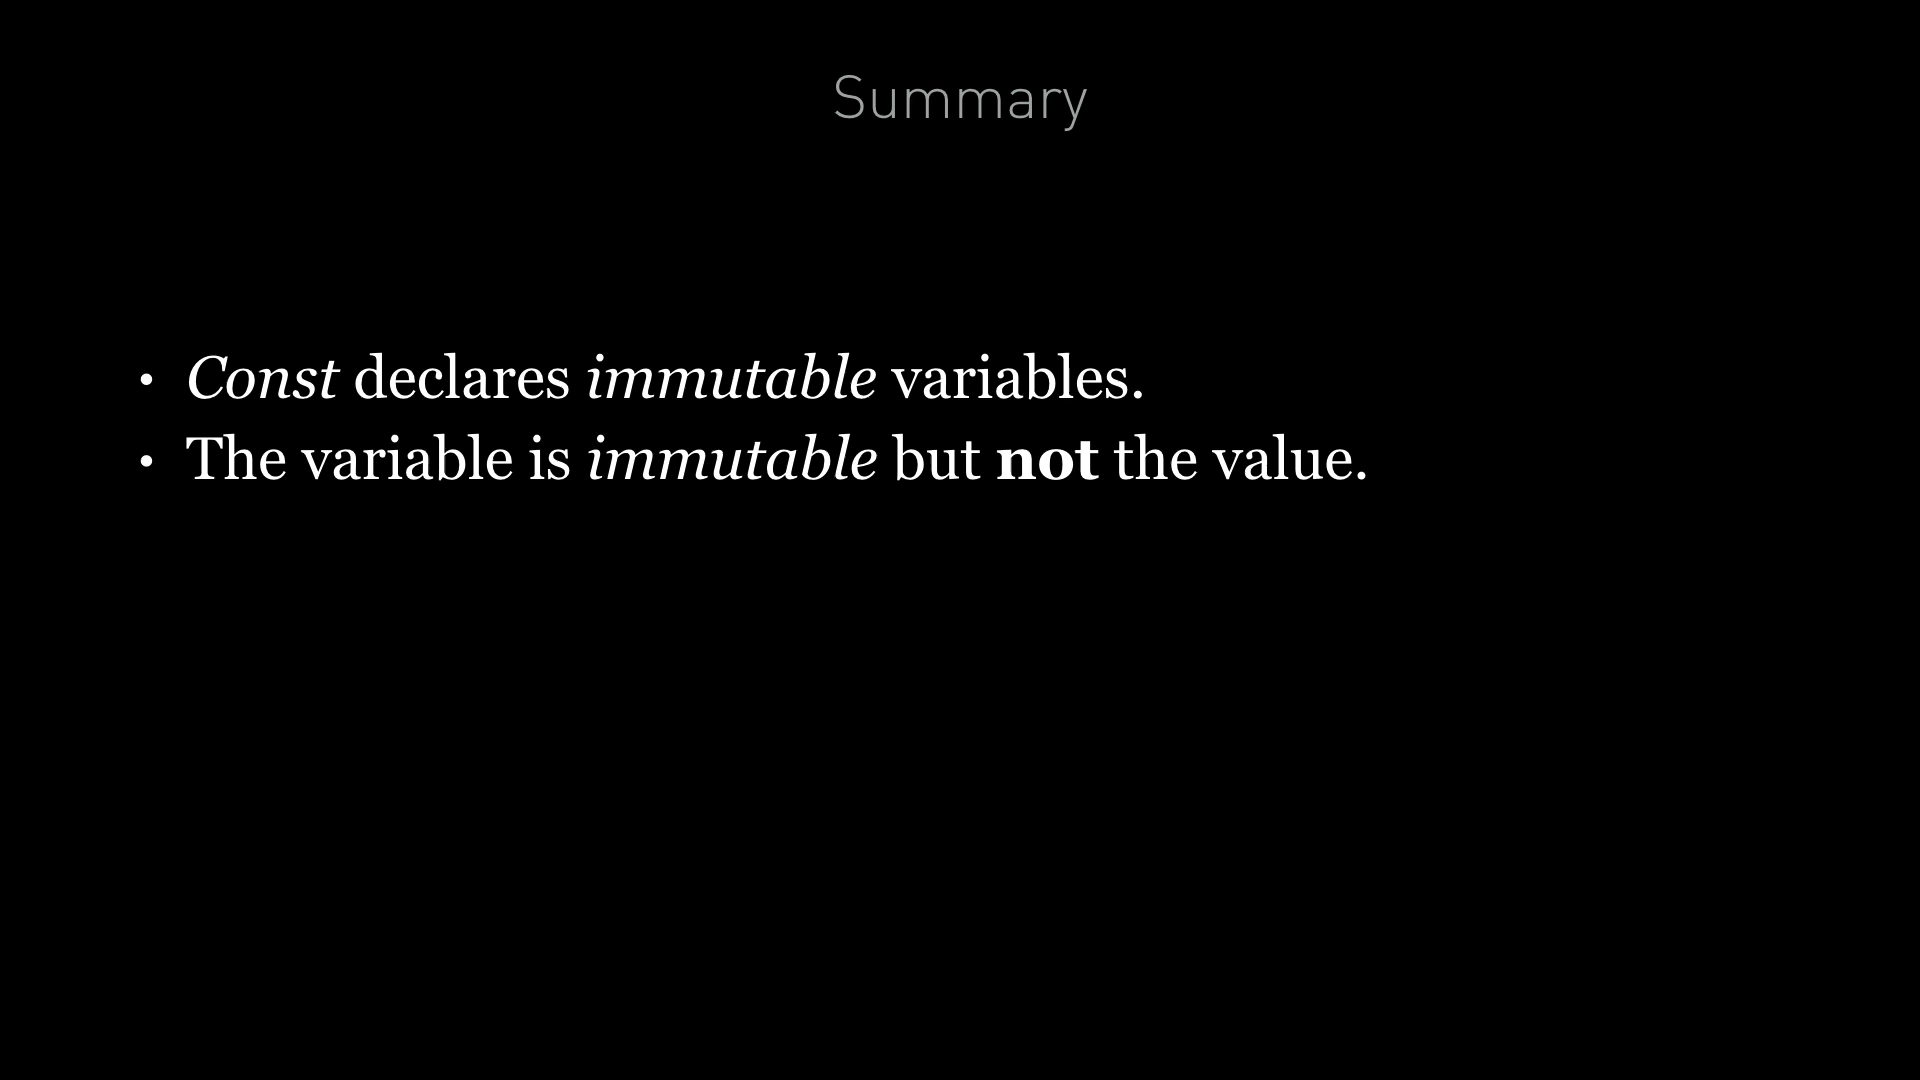 Summary
• Const declares immutable variables.
• The variable is immutable but not the value.